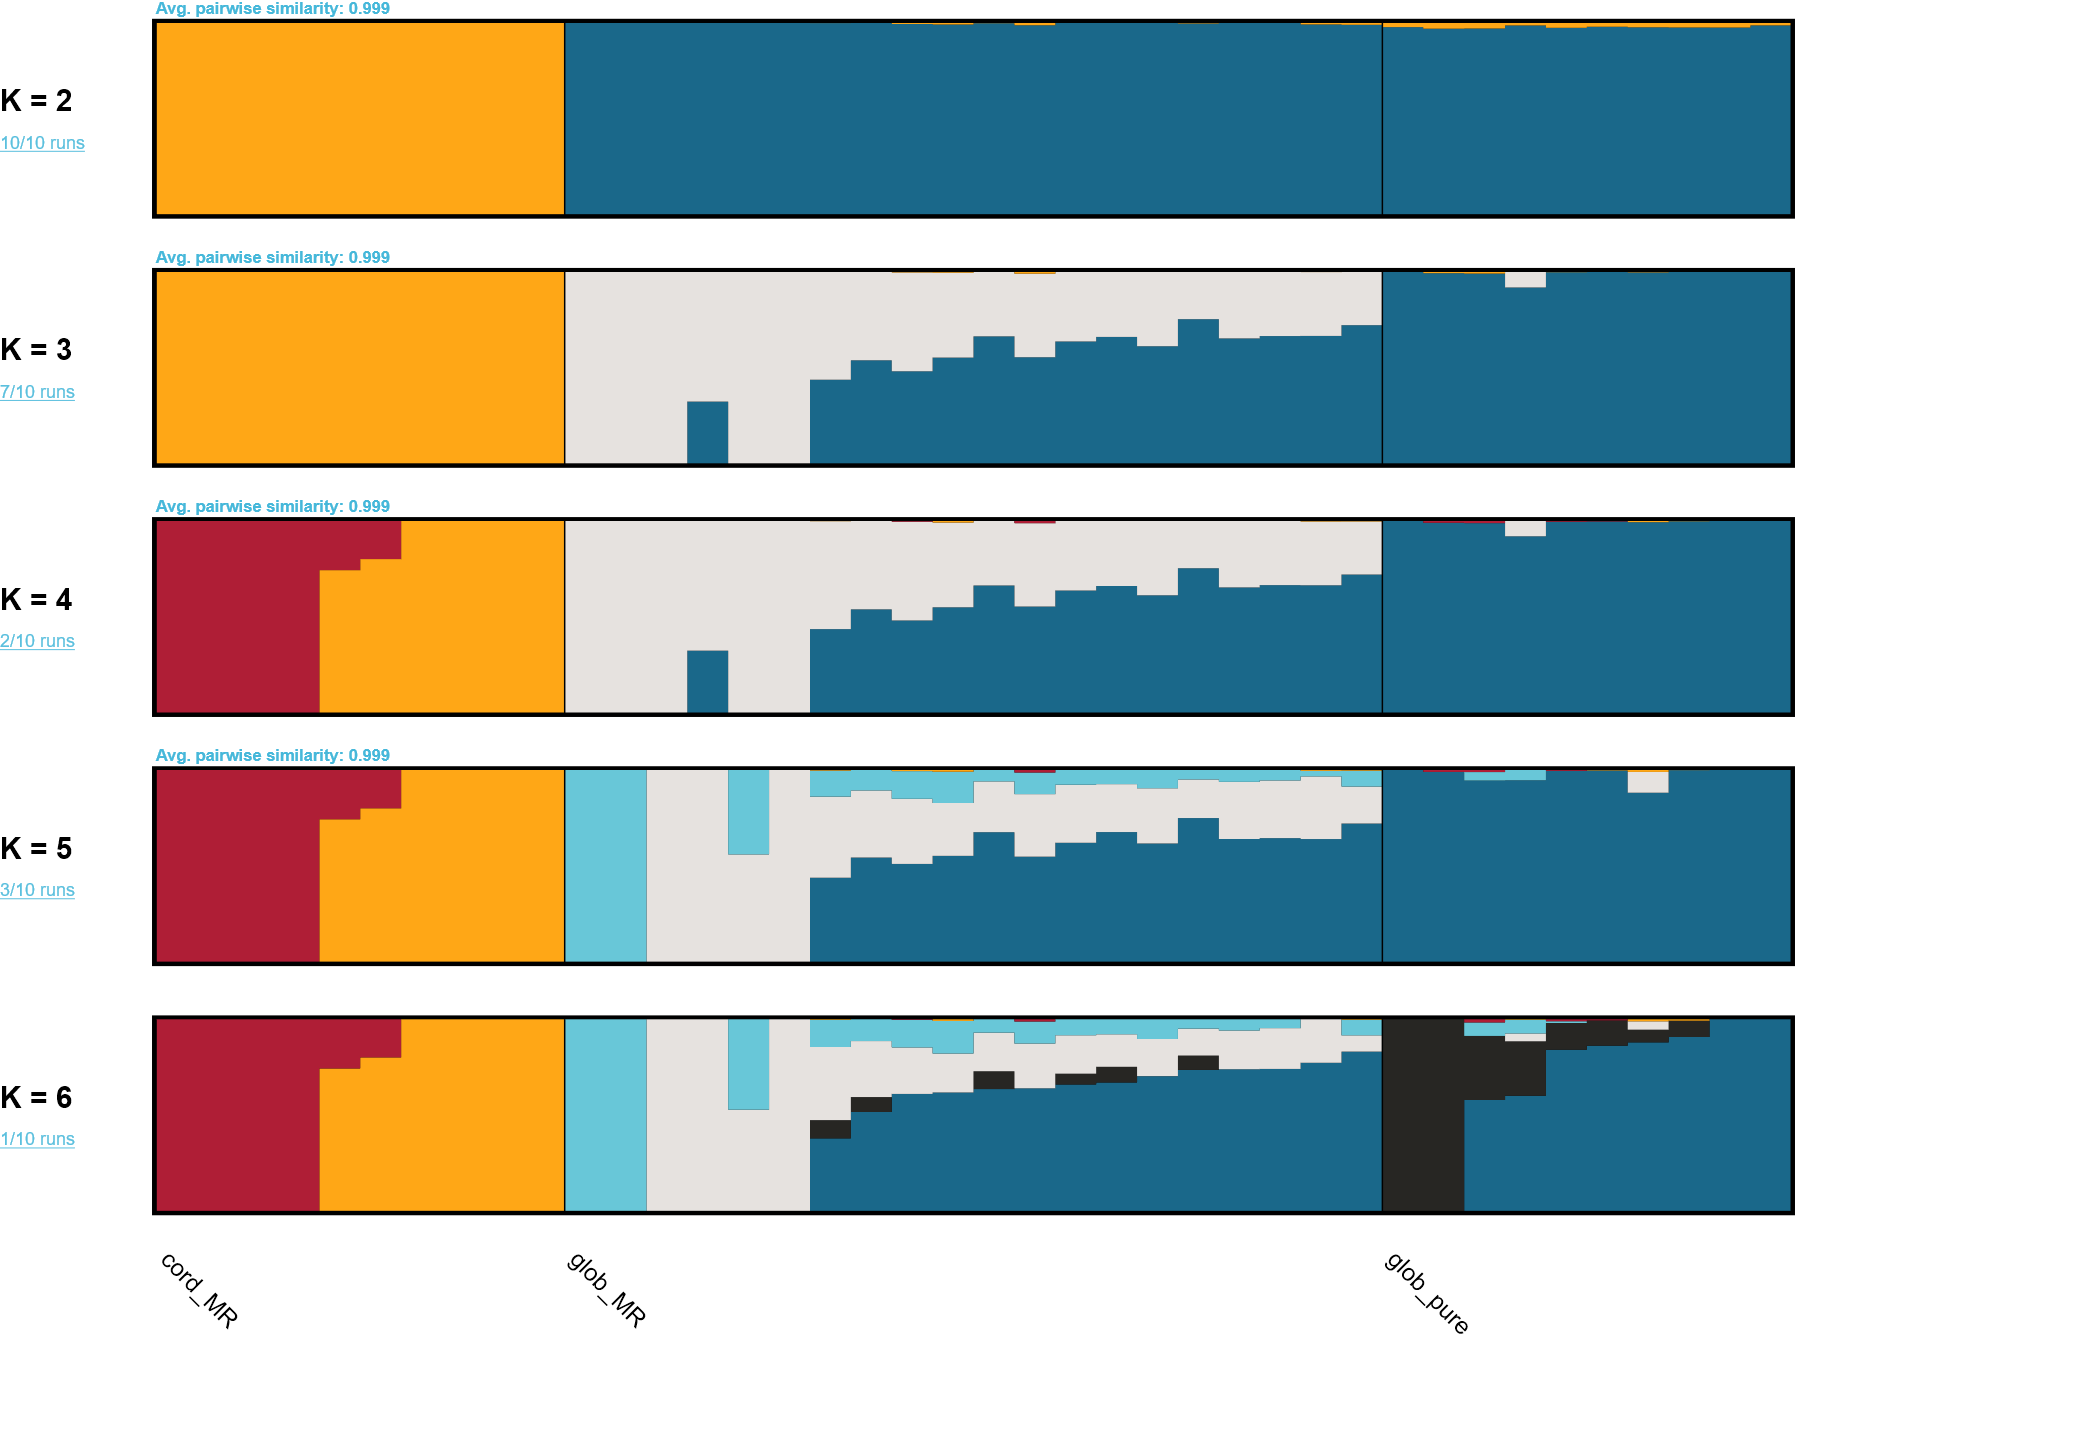 Avg. pairwise similarity: 0.999
K = 2
10/10 runs
Avg. pairwise similarity: 0.999
K = 3
7/10 runs
Avg. pairwise similarity: 0.999
K = 4
2/10 runs
Avg. pairwise similarity: 0.999
K = 5
3/10 runs
K = 6
1/10 runs
cord_MR
glob_MR
glob_pure